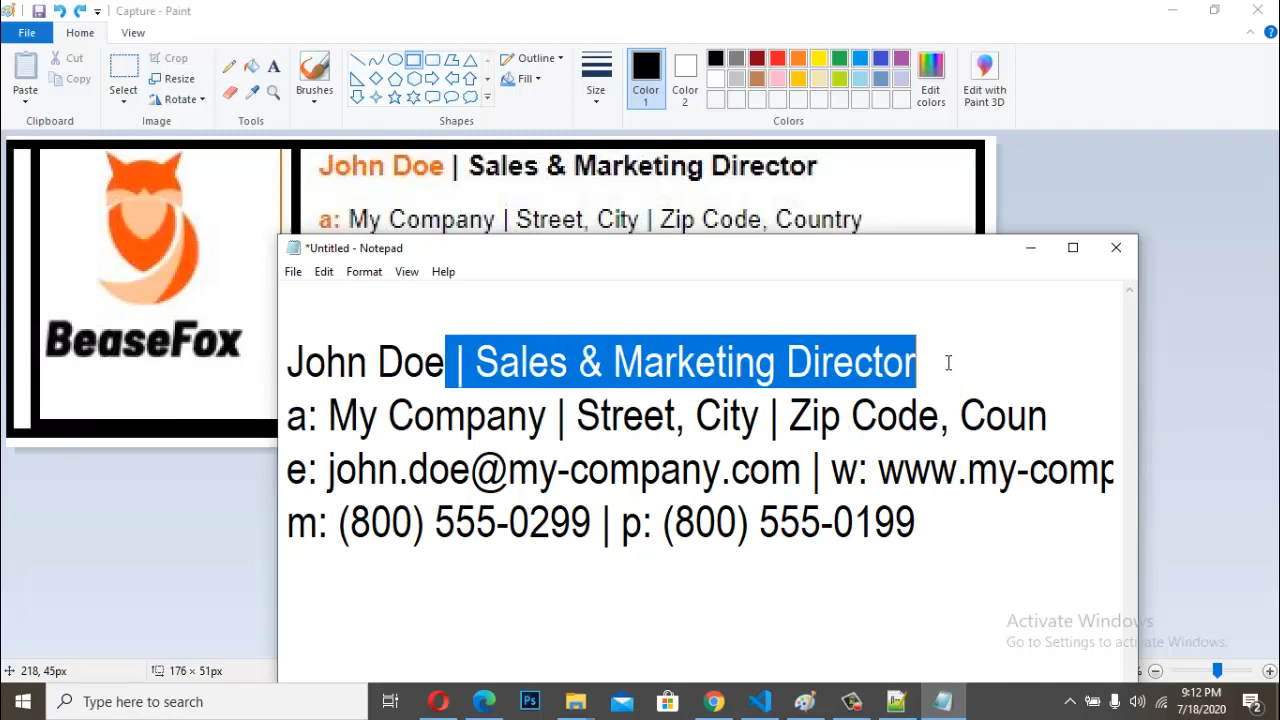 Capture - Paint
File
Home
View
Paste
Cut
Copy
Clipboard
Select
Crop
Resize
Rotate
Image
A
Tools
Brushes
Shapes
Outline
Fill
Size
Color 1
Color 2
Edit colors
Colors
Edit with Paint 3D
John Doe | Sales & Marketing Director
a: My Company | Street, City | Zip Code, Country
BeaseFox
*Untitled - Notepad
File Edit Format View Help
John Doe | Sales & Marketing Director
a: My Company | Street, City | Zip Code, Coun
e: john.doe@my-company.com | w: www.my-comp
m: (800) 555-0299 | p: (800) 555-0199
Activate Windows
Go to Settings to activate Windows.
218, 45px
176 × 51px
%
Type here to search
Ps
9:12 PM
7/18/2020
2